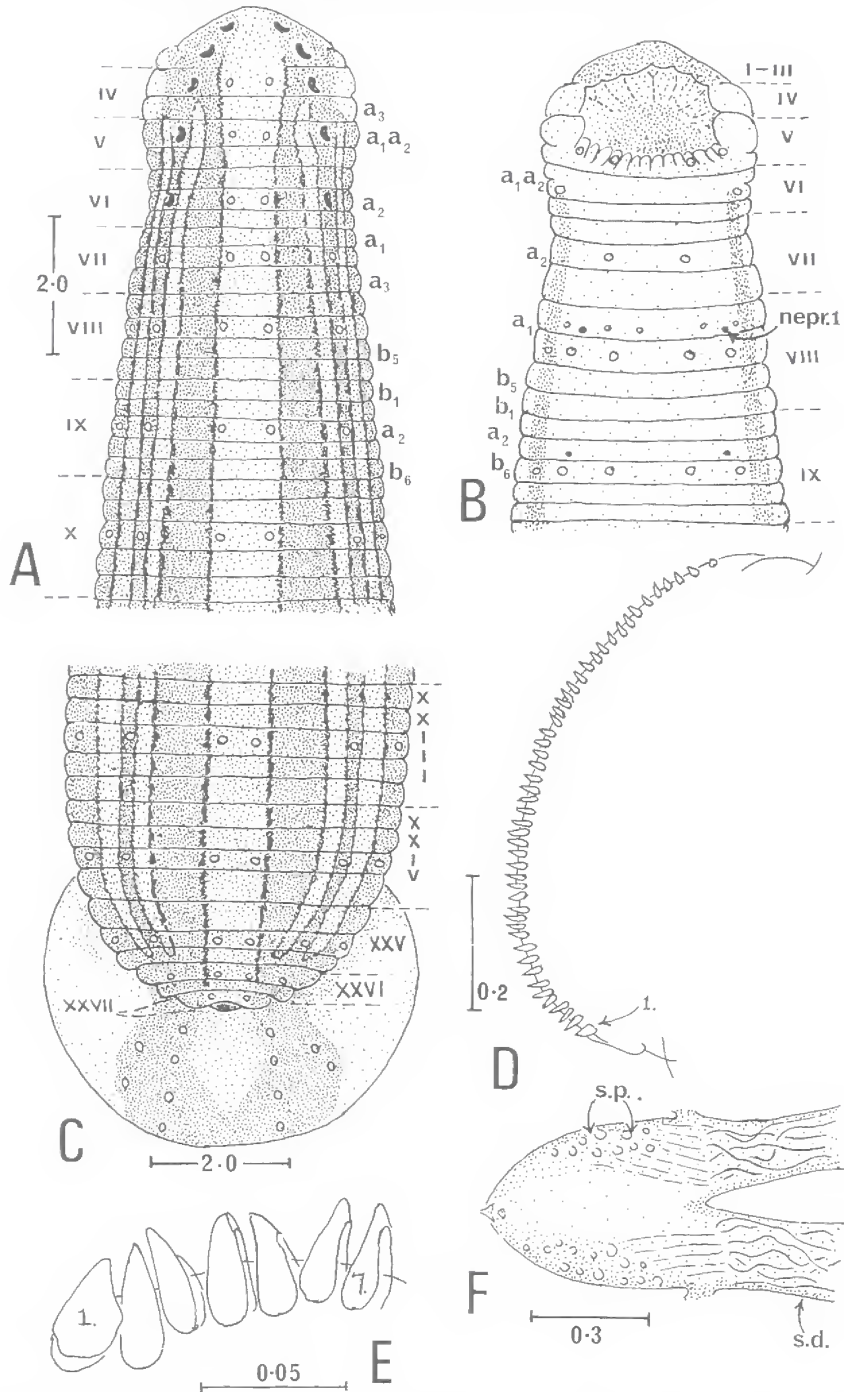 IV
V
VI
VII
VIII
IX
X
2·0
a₃
a₁a₂
a₂
a₁
a₃
b₅
b₁
a₂
b₆
A
I–III
IV
V
VI
VII
VIII
IX
a₁a₂
a₂
a₁
b₅
b₁
a₂
b₆
nepr.1
B
XXIII
XXIV
XXV
XXVI
XXVII
C
2·0
0·2
1.
D
1.
7.
0·05
E
s.p.
F
0·3
s.d.